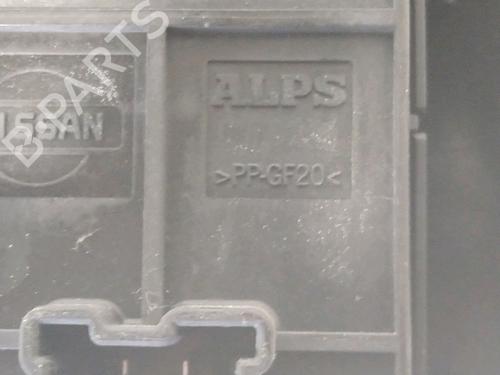 B-PARTS
NISSAN
ALPS
>PP-GF20<